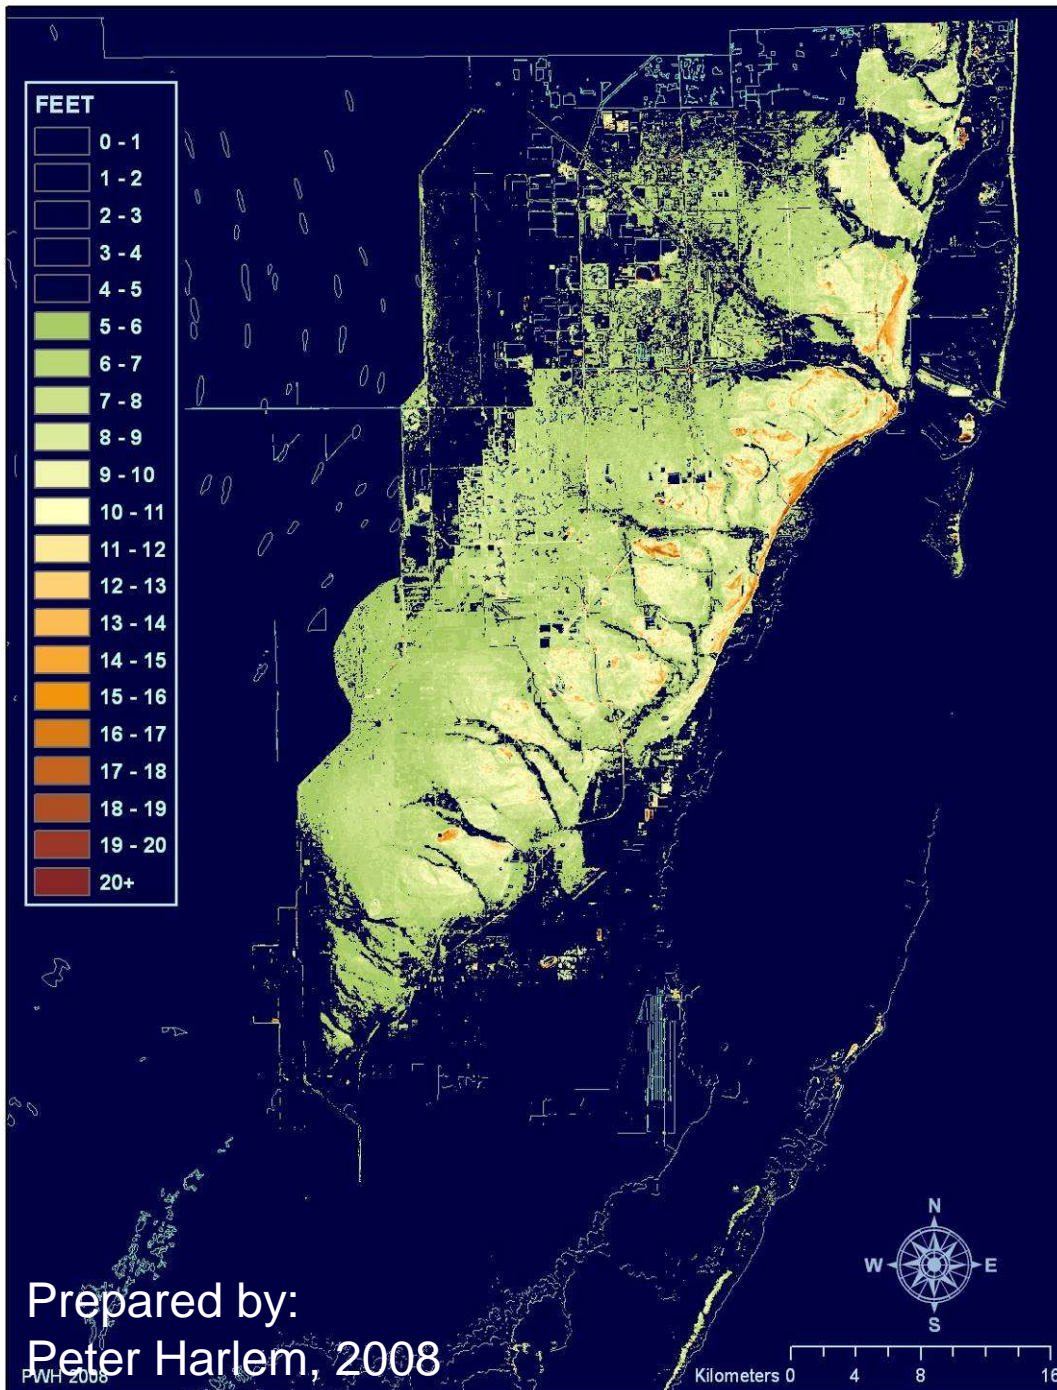 FEET
0 - 1
1 - 2
2 - 3
3 - 4
4 - 5
5 - 6
6 - 7
7 - 8
8 - 9
9 - 10
10 - 11
11 - 12
12 - 13
13 - 14
14 - 15
15 - 16
16 - 17
17 - 18
18 - 19
19 - 20
20+
N
W E
S
Prepared by:
Peter Harlem, 2008
PWH 2008
Kilometers 0 4 8 16